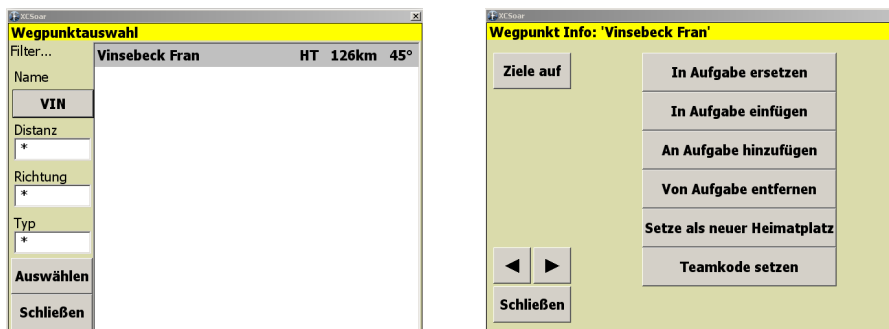 XCSoar
Wegpunktauswahl
Filter...
Vinsebeck Fran HT 126km 45°
Name
VIN
Distanz
*
Richtung
*
Typ
*
Auswählen
Schließen
XCSoar
Wegpunkt Info: 'Vinsebeck Fran'
Ziele auf
In Aufgabe ersetzen
In Aufgabe einfügen
An Aufgabe hinzufügen
Von Aufgabe entfernen
Setze als neuer Heimatplatz
Teamkode setzen
Schließen